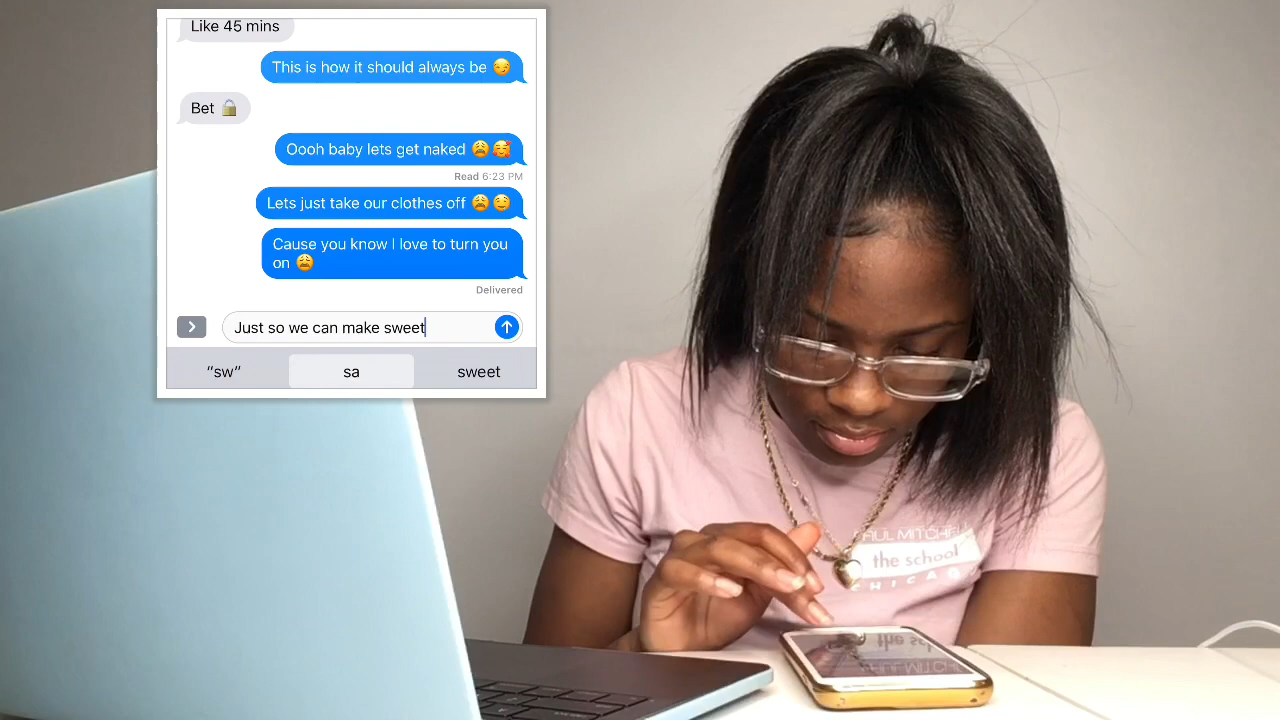 Like 45 mins
This is how it should always be 😏
Bet 🔒
Oooh baby lets get naked 😩🥰
Read 6:23 PM
Lets just take our clothes off 😩😌
Cause you know I love to turn you
on 😩
Delivered
Just so we can make sweet
“sw”
sa
sweet
PAUL MITCHELL
the school
CHICAGO